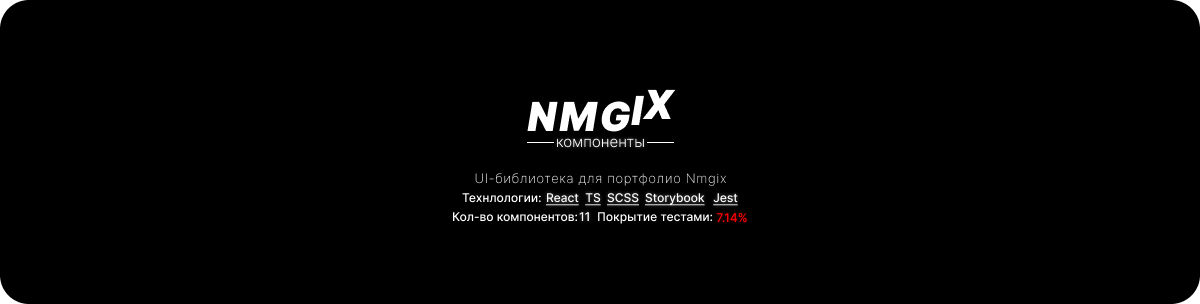 NMGIX
компоненты
UI-библиотека для портфолио Nmgix
Технлологии: React TS SCSS Storybook Jest
Кол-во компонентов:11 Покрытие тестами: 7.14%